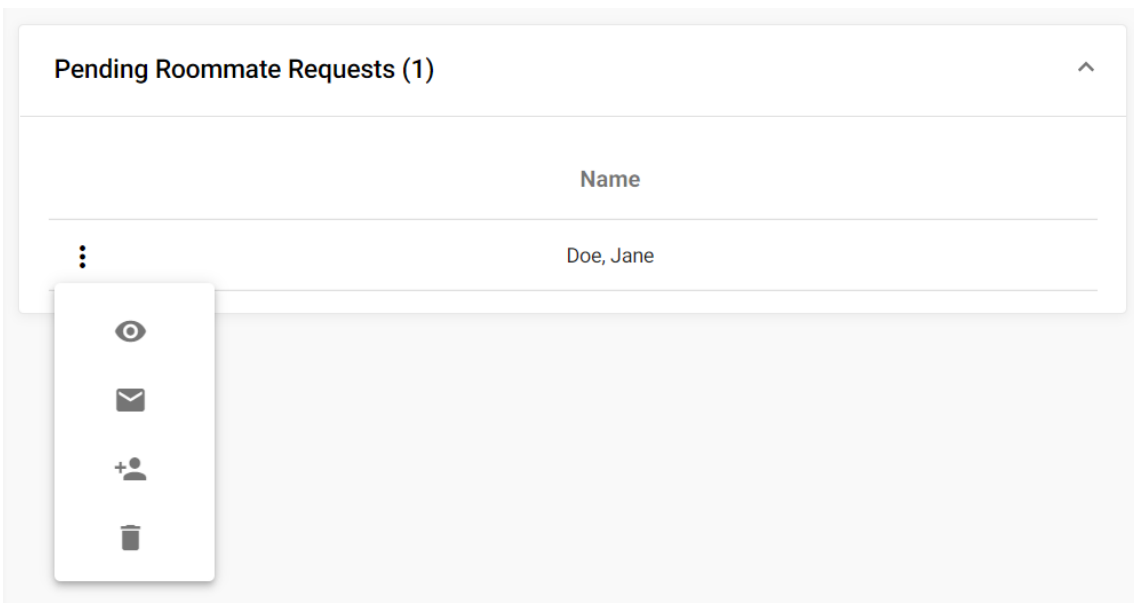 Pending Roommate Requests (1)
Name
Doe, Jane